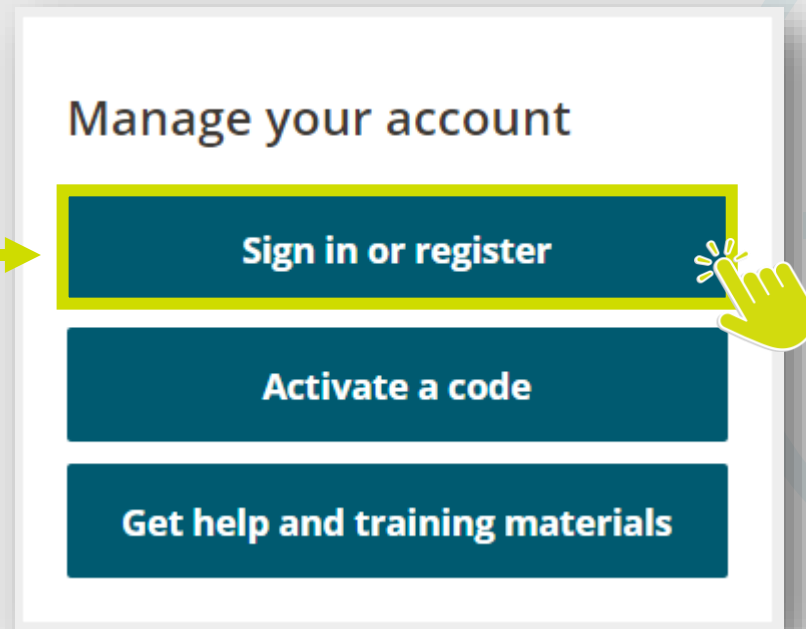 Manage your account
Sign in or register
Activate a code
Get help and training materials